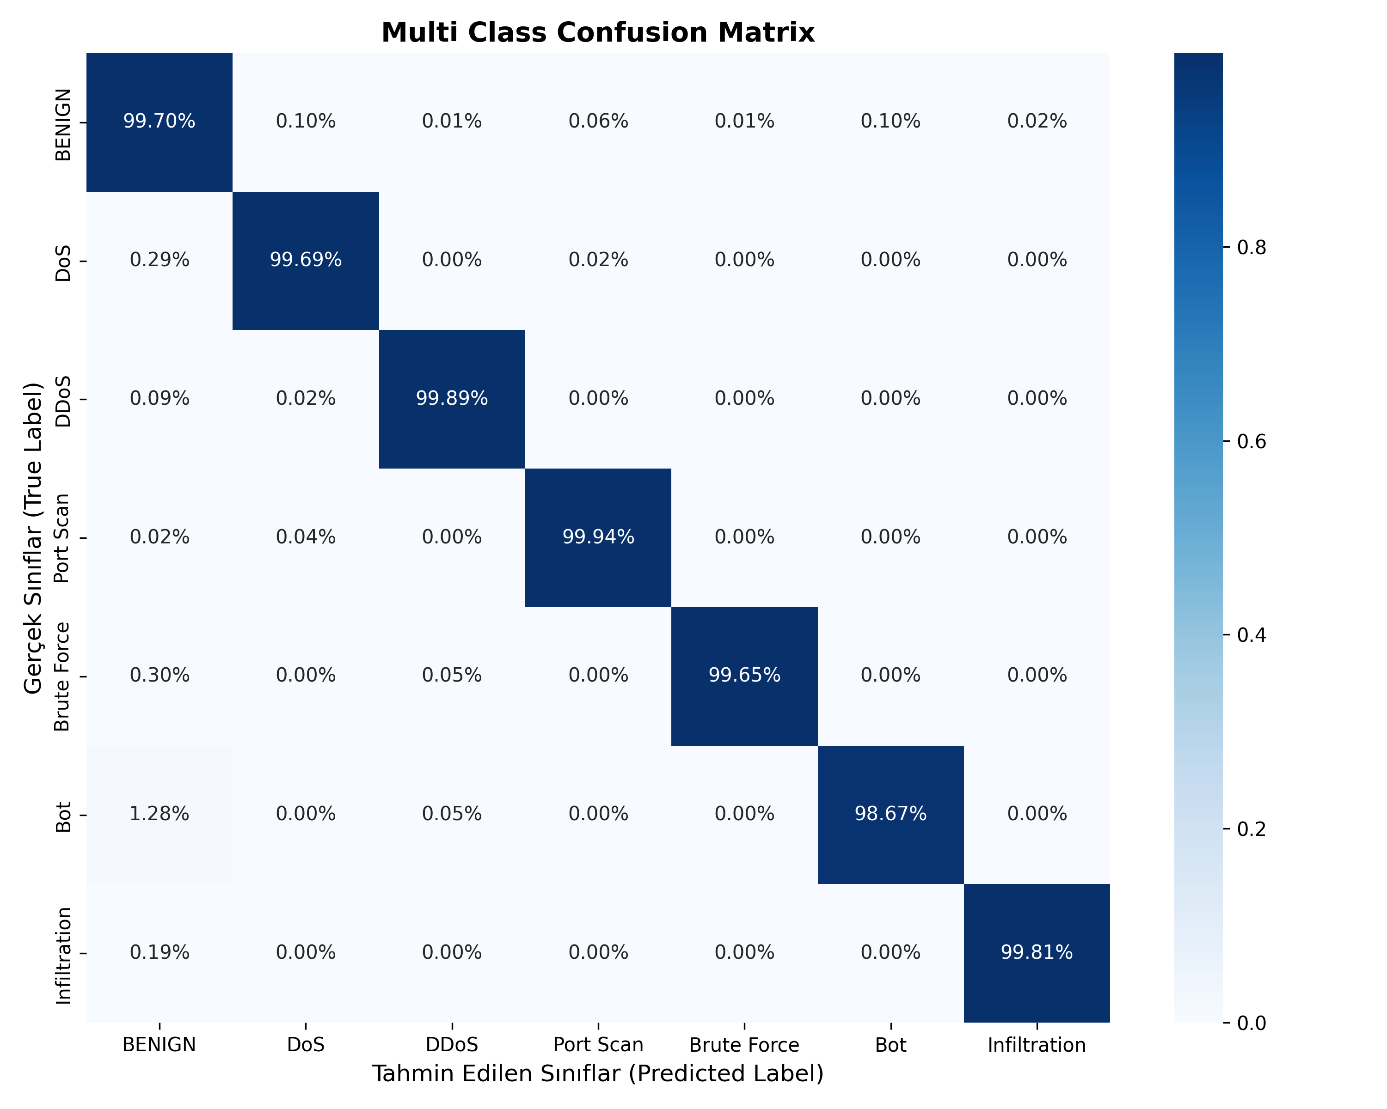 Multi Class Confusion Matrix
BENIGN 99.70% 0.10% 0.01% 0.06% 0.01% 0.10% 0.02%
DoS 0.29% 99.69% 0.00% 0.02% 0.00% 0.00% 0.00%
DDoS 0.09% 0.02% 99.89% 0.00% 0.00% 0.00% 0.00%
Port Scan 0.02% 0.04% 0.00% 99.94% 0.00% 0.00% 0.00%
Brute Force 0.30% 0.00% 0.05% 0.00% 99.65% 0.00% 0.00%
Bot 1.28% 0.00% 0.05% 0.00% 0.00% 98.67% 0.00%
Infiltration 0.19% 0.00% 0.00% 0.00% 0.00% 0.00% 99.81%
Gerçek Sınıflar (True Label)
BENIGN DoS DDoS Port Scan Brute Force Bot Infiltration
Tahmin Edilen Sınıflar (Predicted Label)
0.8
0.6
0.4
0.2
0.0